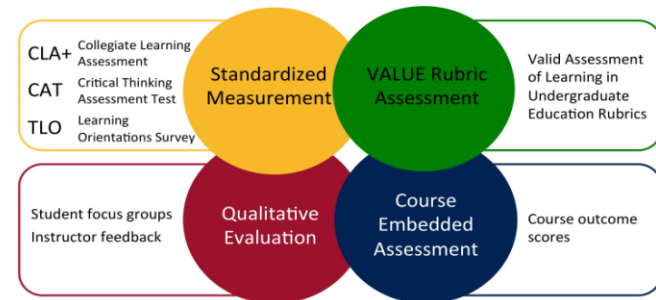 CLA+ Collegiate Learning
Assessment
CAT Critical Thinking
Assessment Test
TLO Learning
Orientations Survey
Standardized
Measurement
VALUE Rubric
Assessment
Valid Assessment
of Learning in
Undergraduate
Education Rubrics
Student focus groups
Instructor feedback
Qualitative
Evaluation
Course
Embedded
Assessment
Course outcome
scores